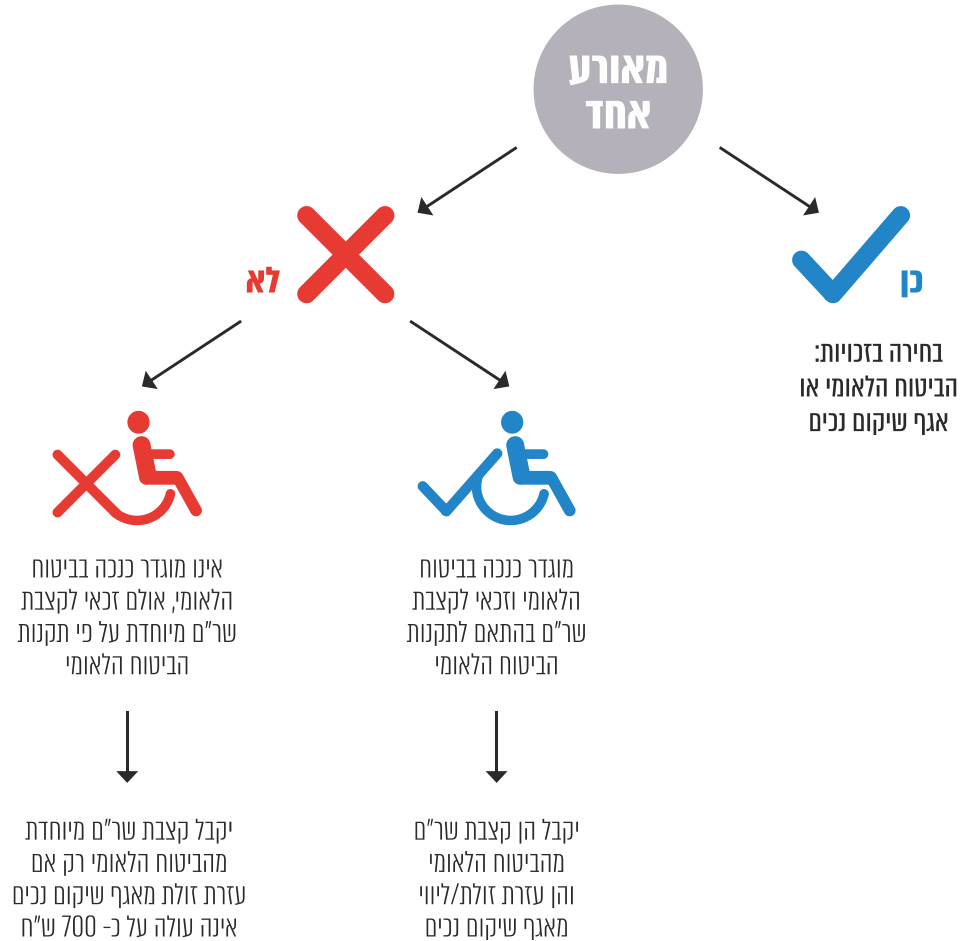 מאורע
אחד
כן
בחירה בזכויות:
הביטוח הלאומי או
אגף שיקום נכים
לא
מוגדר כנכה בביטוח
הלאומי וזכאי לקצבת
שר"ם בהתאם לתקנות
הביטוח הלאומי
יקבל הן קצבת שר"ם
מהביטוח הלאומי
והן עזרת זולת/ליווי
מאגף שיקום נכים
אינו מוגדר כנכה בביטוח
הלאומי, אולם זכאי לקצבת
שר"ם מיוחדת על פי תקנות
הביטוח הלאומי
יקבל קצבת שר"ם מיוחדת
מהביטוח הלאומי רק אם
עזרת זולת מאגף שיקום נכים
אינה עולה על כ- 700 ש"ח